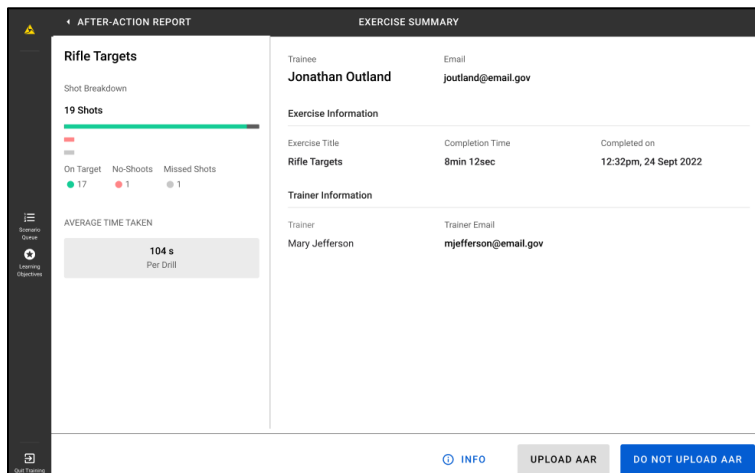 AFTER-ACTION REPORT
EXERCISE SUMMARY
Rifle Targets
Shot Breakdown
19 Shots
On Target No-Shoots Missed Shots
17 1 1
AVERAGE TIME TAKEN
104 s
Per Drill
Trainee Email
Jonathan Outland joutland@email.gov
Exercise Information
Exercise Title Completion Time Completed on
Rifle Targets 8min 12sec 12:32pm, 24 Sept 2022
Trainer Information
Trainer Trainer Email
Mary Jefferson mjefferson@email.gov
Scenario
Queue
Learning
Objectives
Quit Training
INFO UPLOAD AAR DO NOT UPLOAD AAR